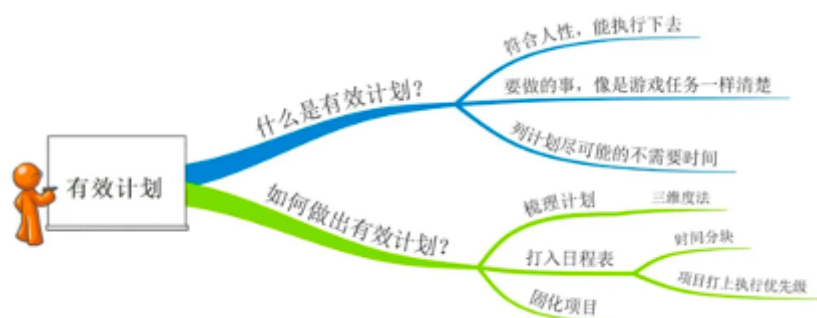 有效计划
什么是有效计划？
符合人性，能执行下去
要做的事，像是游戏任务一样清楚
列计划尽可能的不需要时间
如何做出有效计划？
梳理计划
三维度法
打入日程表
时间分块
项目打上执行优先级
固化项目